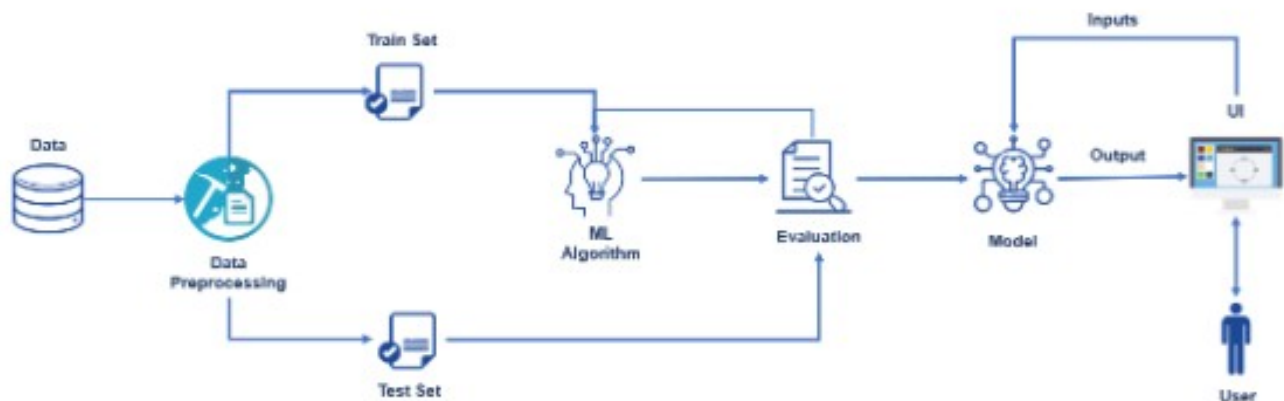 Inputs
Train Set
UI
Data
Output
ML
Algorithm
Evaluation
Model
Data
Preprocessing
Test Set
User